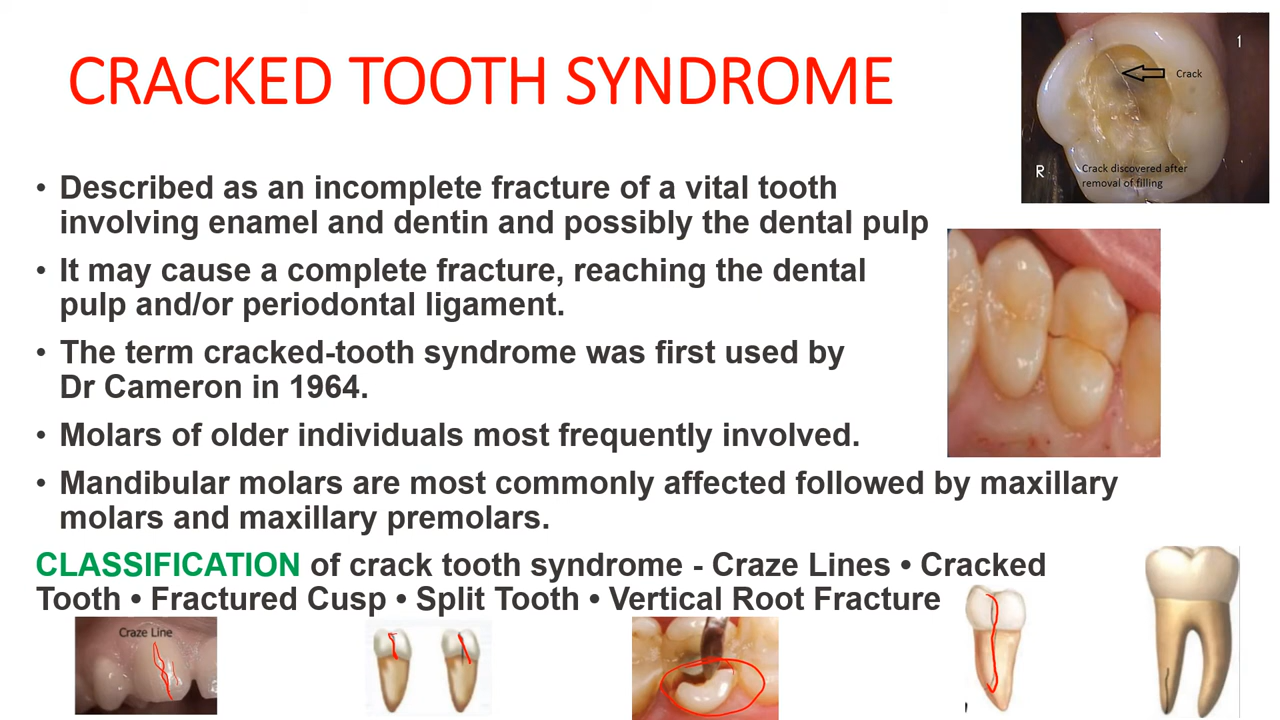 CRACKED TOOTH SYNDROME
1
Crack
Crack discovered after
removal of filling
R
• Described as an incomplete fracture of a vital tooth
involving enamel and dentin and possibly the dental pulp
• It may cause a complete fracture, reaching the dental
pulp and/or periodontal ligament.
• The term cracked-tooth syndrome was first used by
Dr Cameron in 1964.
• Molars of older individuals most frequently involved.
• Mandibular molars are most commonly affected followed by maxillary
molars and maxillary premolars.
CLASSIFICATION of crack tooth syndrome - Craze Lines • Cracked
Tooth • Fractured Cusp • Split Tooth • Vertical Root Fracture
Craze Line